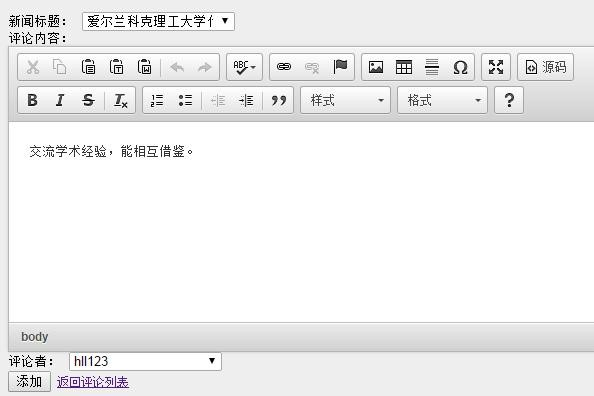 新闻标题： 爱尔兰科克理工大学
评论内容：
ABC 源码
B I S Tx 样式 格式 ?
交流学术经验，能相互借鉴。
body
评论者： hll123
添加 返回评论列表